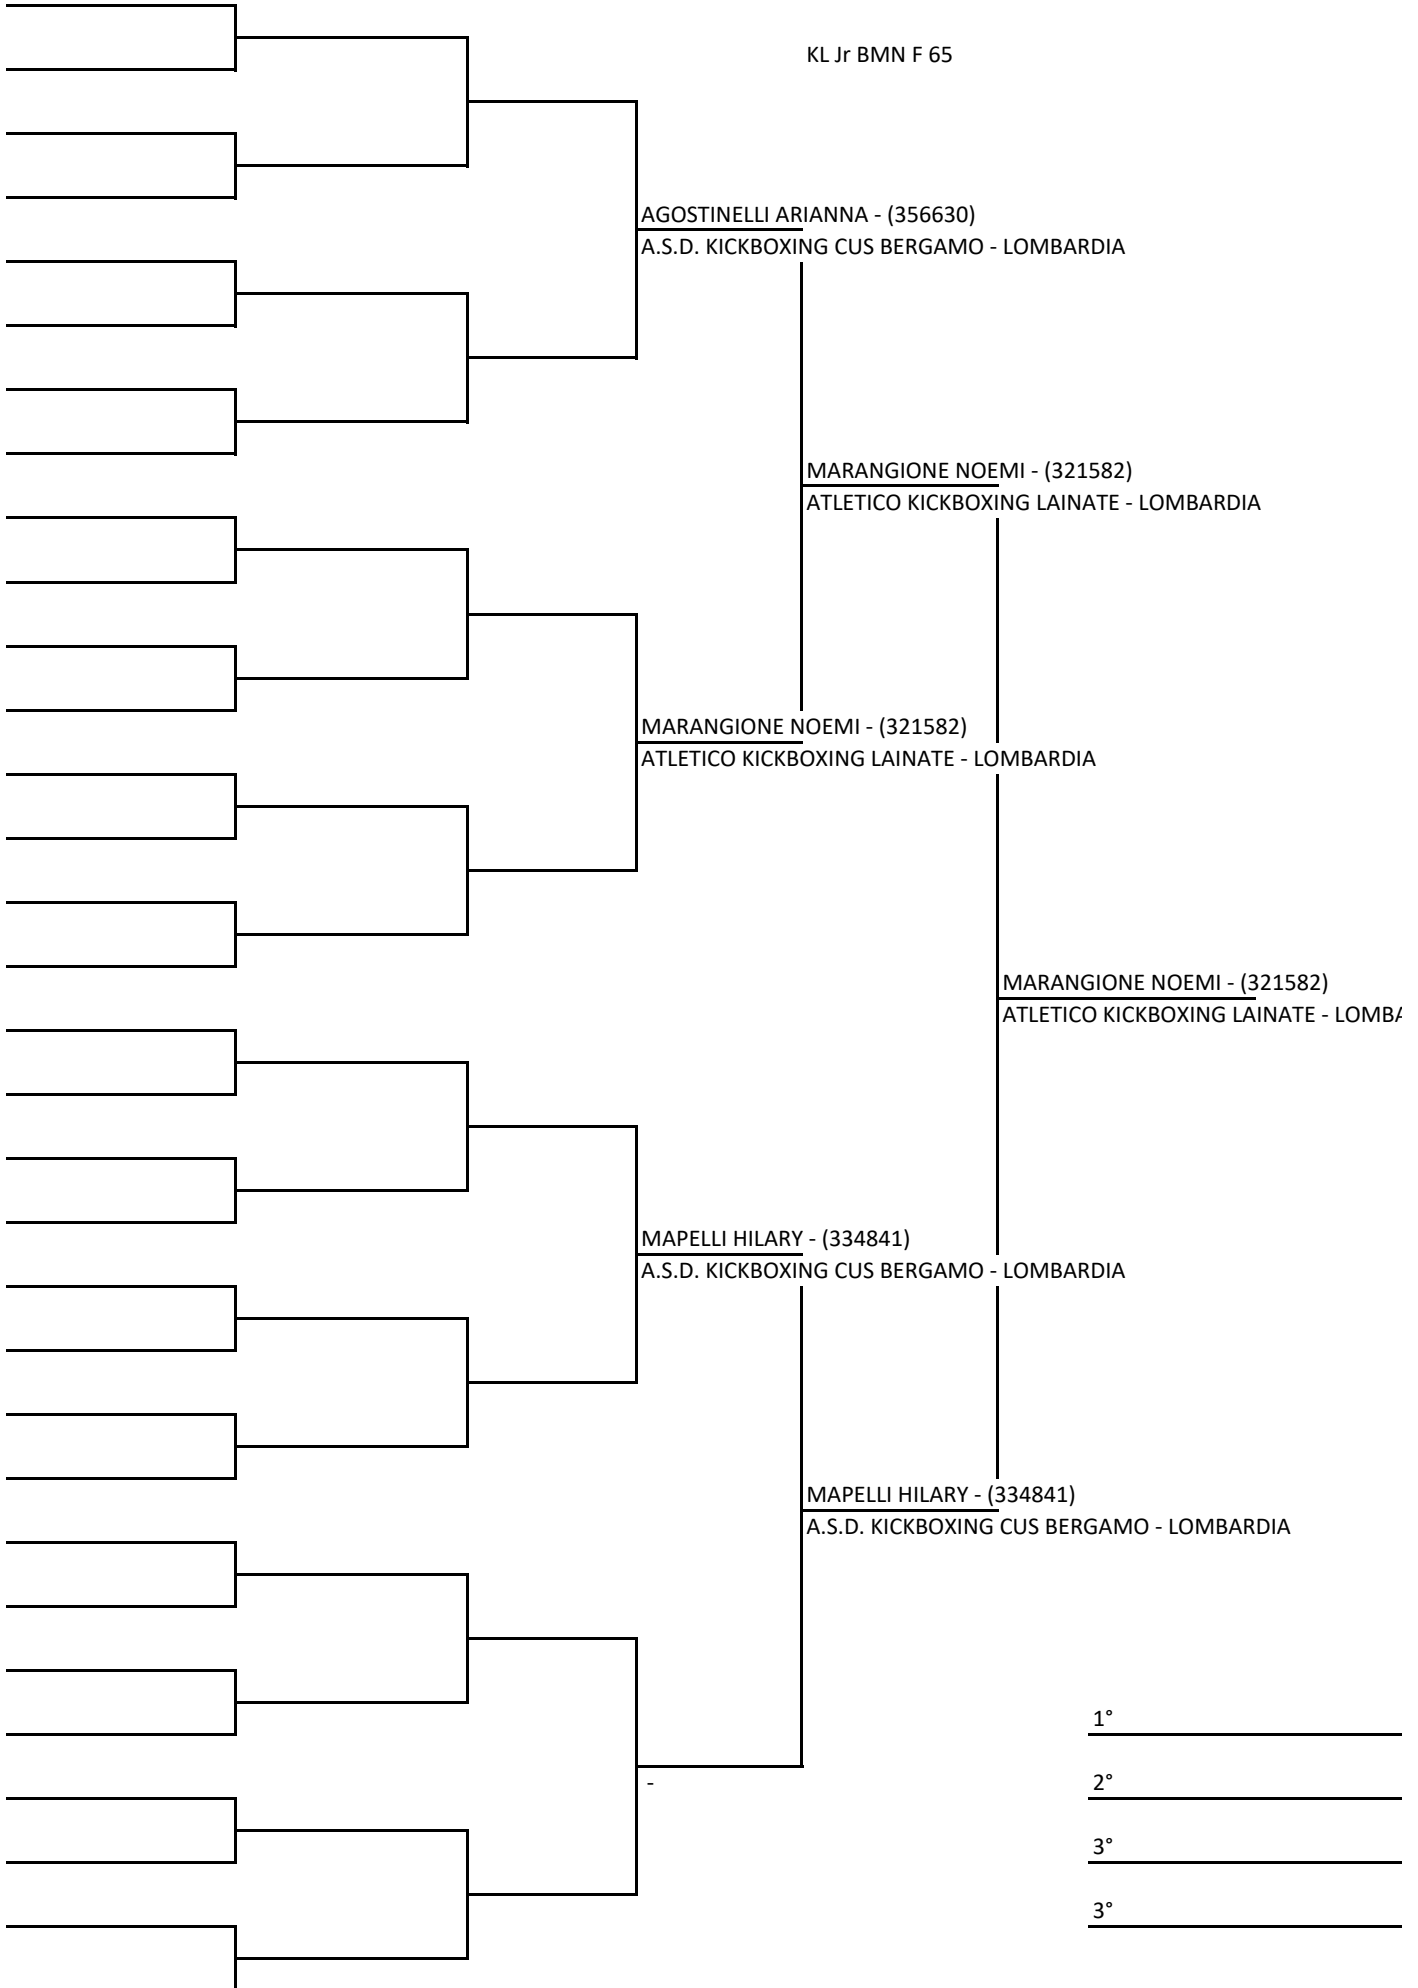 KL Jr BMN F 65
AGOSTINELLI ARIANNA - (356630)
A.S.D. KICKBOXING CUS BERGAMO - LOMBARDIA
MARANGIONE NOEMI - (321582)
ATLETICO KICKBOXING LAINATE - LOMBARDIA
MARANGIONE NOEMI - (321582)
ATLETICO KICKBOXING LAINATE - LOMBARDIA
MARANGIONE NOEMI - (321582)
ATLETICO KICKBOXING LAINATE - LOMBA
MAPELLI HILARY - (334841)
A.S.D. KICKBOXING CUS BERGAMO - LOMBARDIA
MAPELLI HILARY - (334841)
A.S.D. KICKBOXING CUS BERGAMO - LOMBARDIA
1°
-
2°
3°
3°